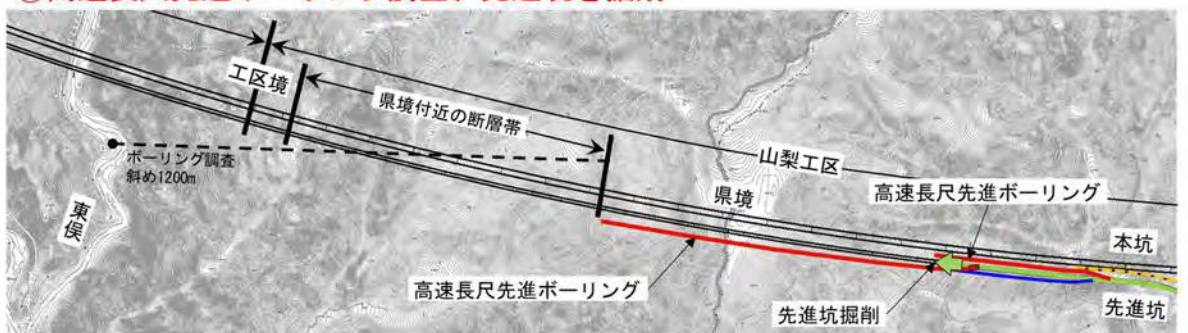 工区境
県境付近の断層帯
ボーリング調査
斜め1200m
東俣
山梨工区
県境
高速長尺先進ボーリング
本坑
高速長尺先進ボーリング
先進坑掘削
先進坑